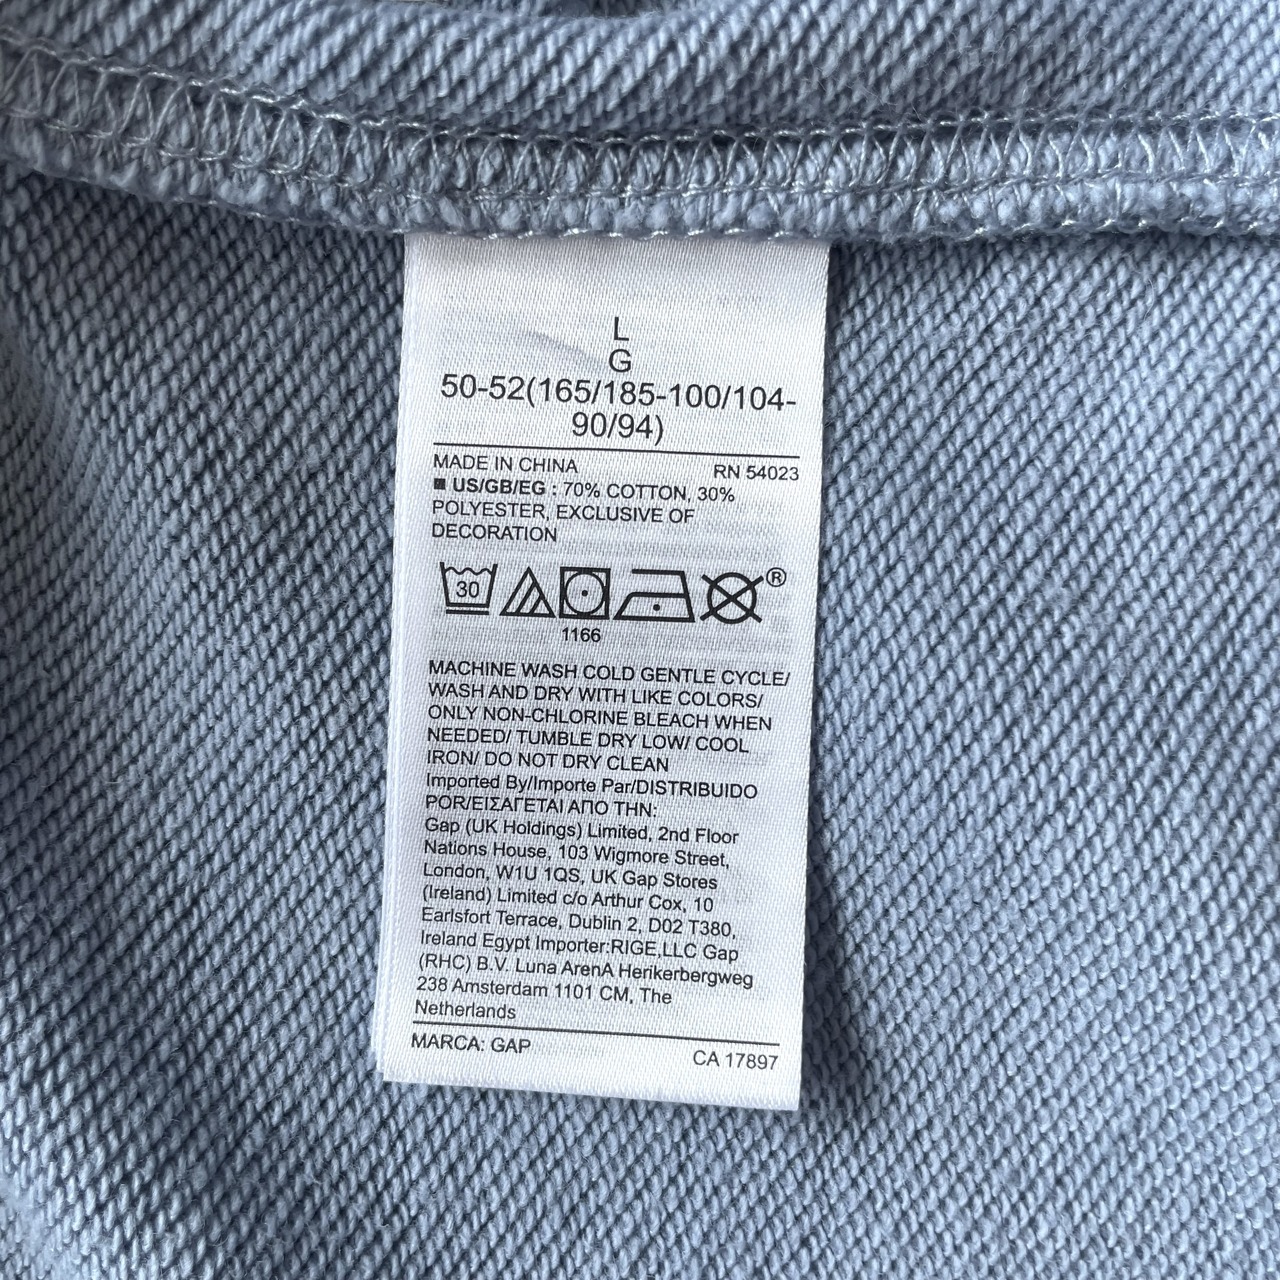 L
G
50-52(165/185-100/104-
90/94)
MADE IN CHINA RN 54023
US/GB/EG : 70% COTTON, 30%
POLYESTER, EXCLUSIVE OF
DECORATION
30
®
1166
MACHINE WASH COLD GENTLE CYCLE/
WASH AND DRY WITH LIKE COLORS/
ONLY NON-CHLORINE BLEACH WHEN
NEEDED/ TUMBLE DRY LOW/ COOL
IRON/ DO NOT DRY CLEAN
Imported By/Importe Par/DISTRIBUIDO
POR/ΕΙΣΑΓΕΤΑΙ ΑΠΟ ΤΗΝ:
Gap (UK Holdings) Limited, 2nd Floor
Nations House, 103 Wigmore Street,
London, W1U 1QS, UK Gap Stores
(Ireland) Limited c/o Arthur Cox, 10
Earlsfort Terrace, Dublin 2, D02 T380,
Ireland Egypt Importer:RIGE,LLC Gap
(RHC) B.V. Luna ArenA Herikerbergweg
238 Amsterdam 1101 CM, The
Netherlands
MARCA: GAP CA 17897